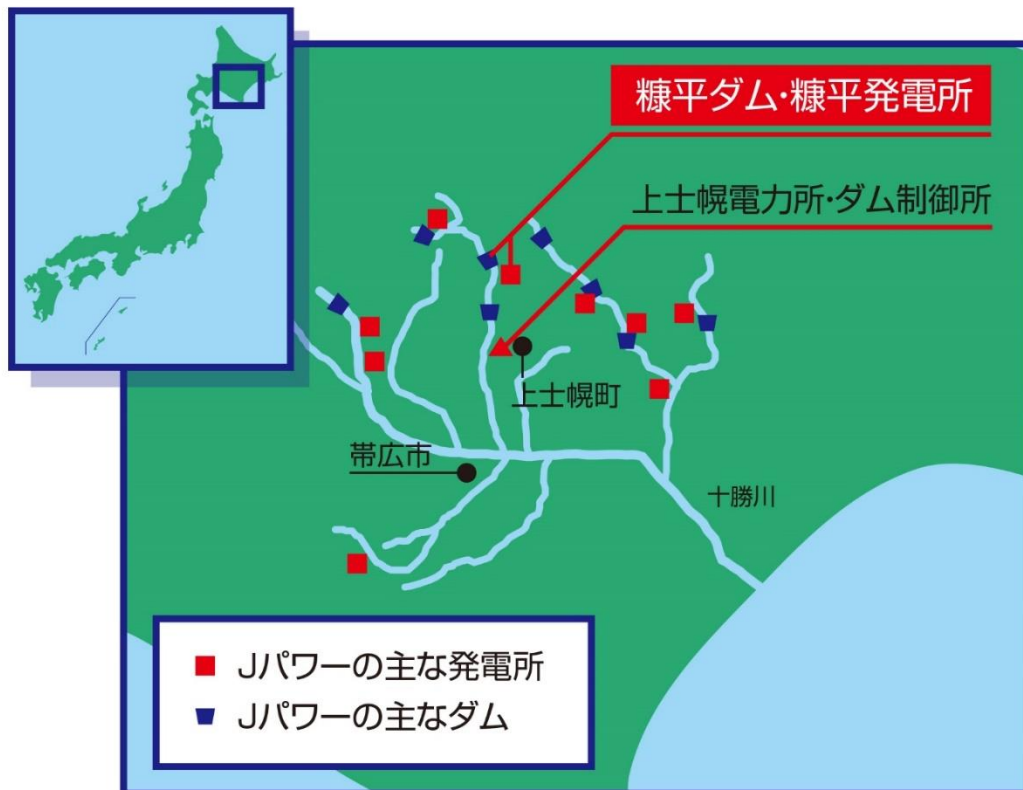 糠平ダム・糠平発電所
上士幌電力所・ダム制御所
上士幌町
帯広市
十勝川
Jパワーの主な発電所
Jパワーの主なダム